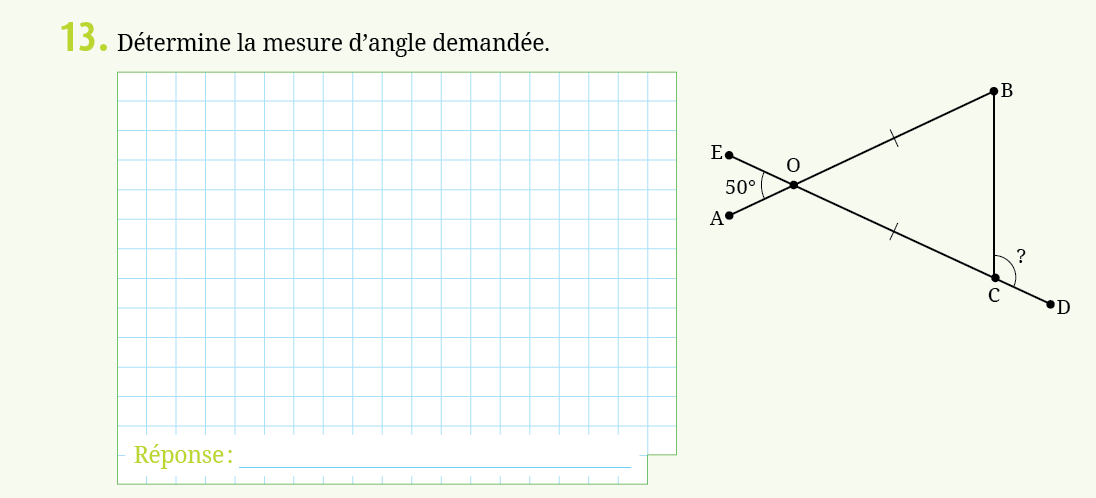 13. Détermine la mesure d’angle demandée.
B
E
O
50°
A
?
C
D
Réponse :